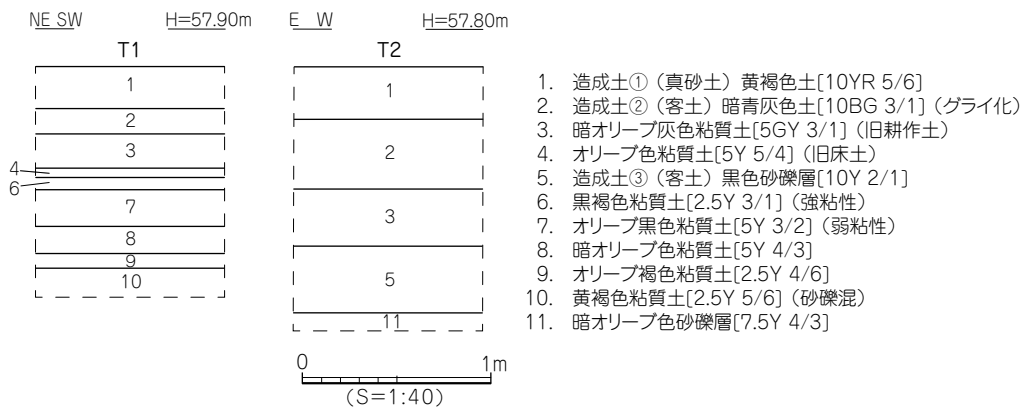 NE SW H=57.90m E W H=57.80m
T1
1
2
3
4
6
7
8
9
10
T2
1
2
3
5
11
1. 造成土①（真砂土）黄褐色土[10YR 5/6]
2. 造成土②（客土）暗青灰色土[10BG 3/1]（グライ化）
3. 暗オリーブ灰色粘質土[5GY 3/1]（旧耕作土）
4. オリーブ色粘質土[5Y 5/4]（旧床土）
5. 造成土③（客土）黒色砂礫層[10Y 2/1]
6. 黒褐色粘質土[2.5Y 3/1]（強粘性）
7. オリーブ黒色粘質土[5Y 3/2]（弱粘性）
8. 暗オリーブ色粘質土[5Y 4/3]
9. オリーブ褐色粘質土[2.5Y 4/6]
10. 黄褐色粘質土[2.5Y 5/6]（砂礫混）
11. 暗オリーブ色砂礫層[7.5Y 4/3]
0 1m
(S=1:40)